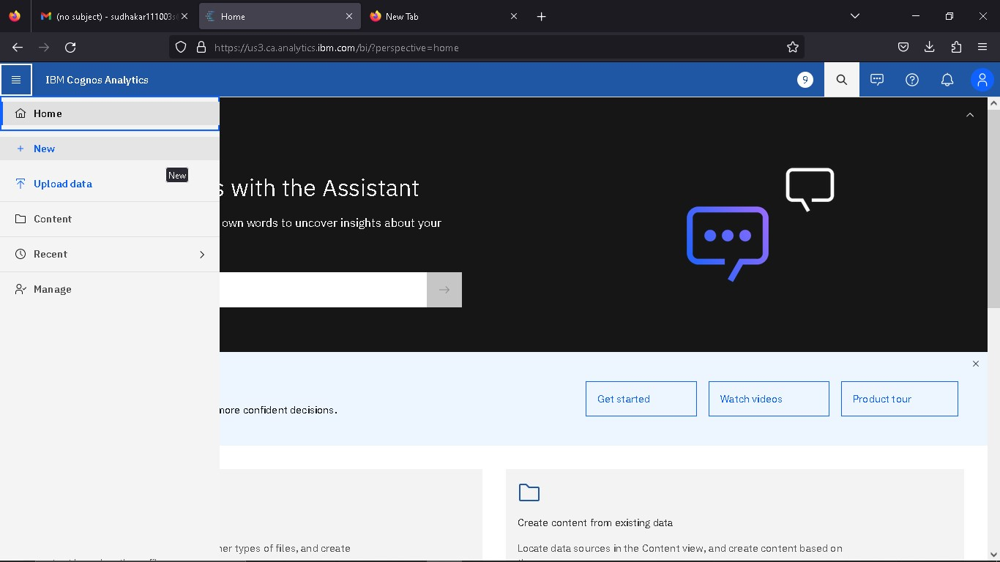 (no subject) - sudhakar111003s
Home
New Tab
https://us3.ca.analytics.ibm.com/bi/?perspective=home
IBM Cognos Analytics
9
Home
New
New
Upload data
Content
Recent
Manage
s with the Assistant
own words to uncover insights about your
more confident decisions.
Get started
Watch videos
Product tour
her types of files, and create
Create content from existing data
Locate data sources in the Content view, and create content based on